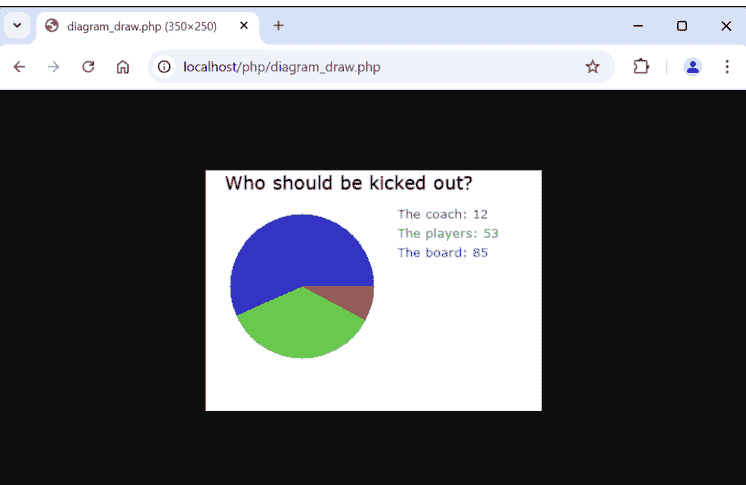 diagram_draw.php (350×250)
localhost/php/diagram_draw.php
Who should be kicked out?
The coach: 12
The players: 53
The board: 85